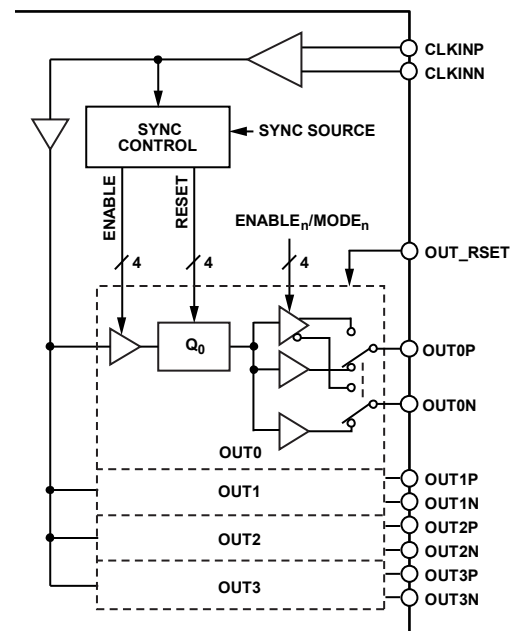 CLKINP
CLKINN
SYNC
CONTROL
SYNC SOURCE
ENABLE
RESET
ENABLEn/MODEn
4
4
4
OUT_RSET
Q0
OUT0P
OUT0N
OUT0
OUT1
OUT1P
OUT1N
OUT2
OUT2P
OUT2N
OUT3
OUT3P
OUT3N